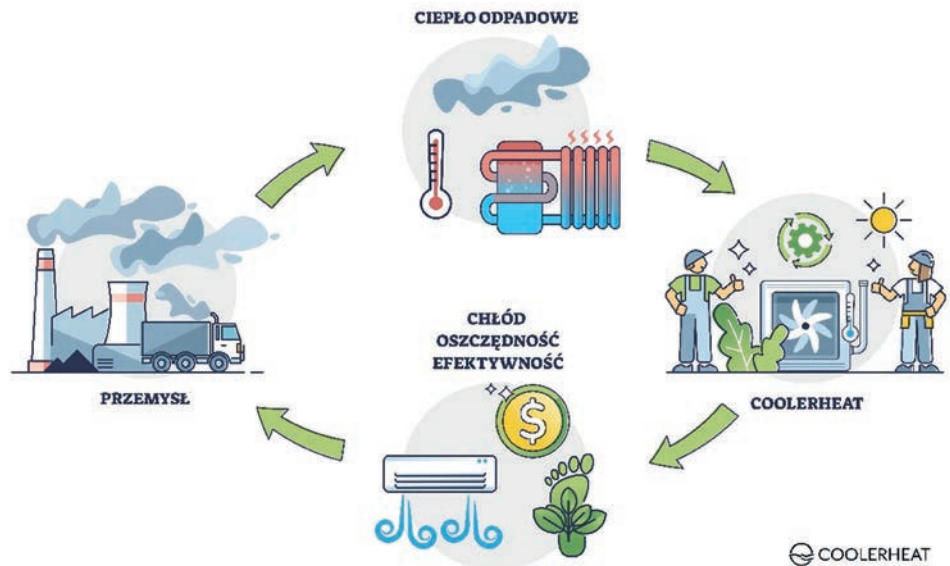 CIEPŁO ODPADOWE
PRZEMYSŁ
CHŁÓD
OSZCZĘDNOŚĆ
EFEKTYWNOŚĆ
$
COOLERHEAT
COOLERHEAT